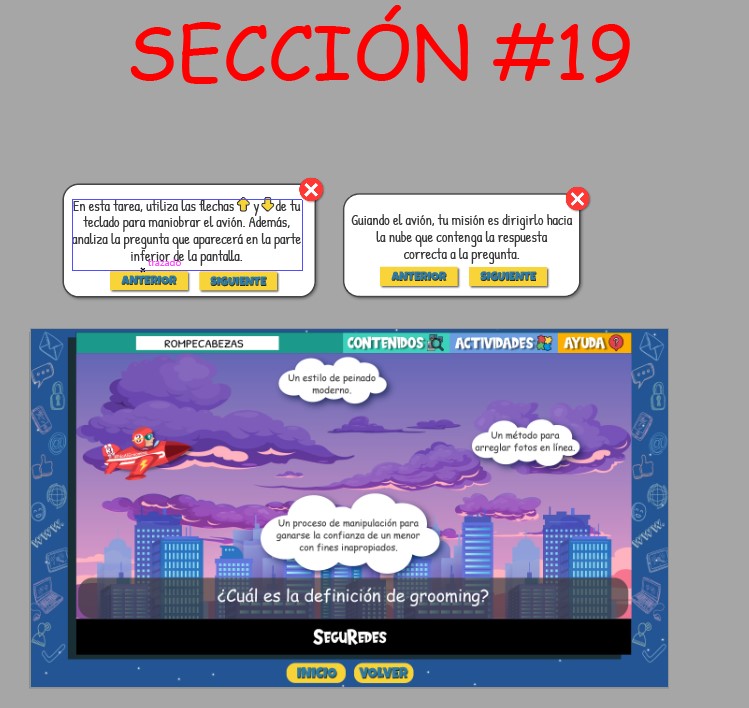 SECCIÓN #19
En esta tarea, utiliza las flechas y de tu
teclado para maniobrar el avión. Además,
analiza la pregunta que aparecerá en la parte
inferior de la pantalla.
trazado
ANTERIOR
SIGUIENTE
Guiando el avión, tu misión es dirigirlo hacia
la nube que contenga la respuesta
correcta a la pregunta.
ANTERIOR
SIGUIENTE
ROMPECABEZAS
CONTENIDOS
ACTIVIDADES
AYUDA
Un estilo de peinado
moderno.
Un método para
arreglar fotos en línea.
Un proceso de manipulación para
ganarse la confianza de un menor
con fines inapropiados.
¿Cuál es la definición de grooming?
SEGUREDES
INICIO
VOLVER
WWW
WWW